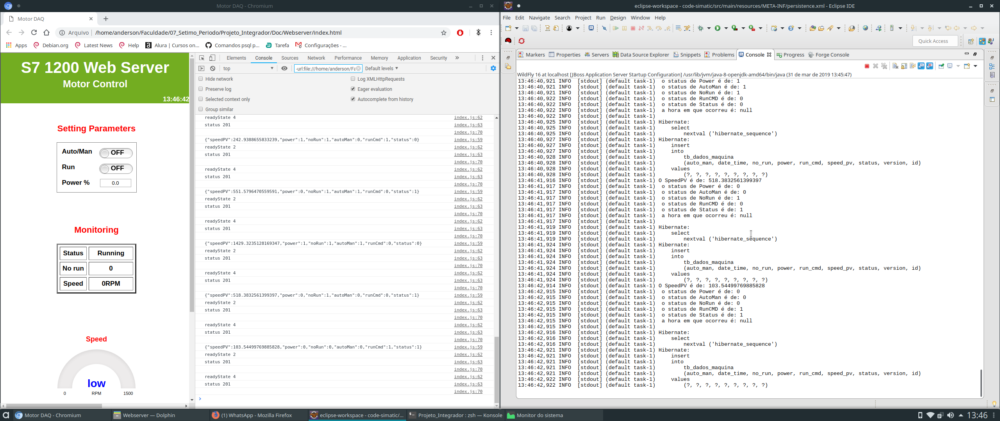 Motor DAQ - Chromium
Motor DAQ
Arquivo
/home/anderson/Faculdade/07_Setimo_Periodo/Projeto_Integrador/Doc/Webserver/index.html
Apps
Debian.org
Latest News
Help
Alura | Cursos on...
Comandos psql p...
Tarefa
Configurações - ...
S7 1200 Web Server
Motor Control
13:46:42
Setting Parameters
Auto/Man OFF
Run OFF
Power % 0.0
Monitoring
Status Running
No run 0
Speed 0RPM
Speed
low
0 RPM 1500
Elements Console Sources Network Performance Memory Application Security »
top
-url:file:///home/anderson/Fa
Default levels ▼
Hide network
Log XMLHttpRequests
Preserve log
Eager evaluation
Selected context only
Autocomplete from history
Group similar
readyState 4 index.js:62
status 201 index.js:63
index.js:70
{"speedPV":242.9388655833239,"power":1,"noRun":1,"autoMan":0,"runCmd":1,"status":0} index.js:59
readyState 2 index.js:62
status 201 index.js:63
index.js:70
readyState 4 index.js:62
status 201 index.js:63
index.js:70
{"speedPV":551.5796470559591,"power":0,"noRun":1,"autoMan":1,"runCmd":0,"status":1} index.js:59
readyState 2 index.js:62
status 201 index.js:63
index.js:70
readyState 4 index.js:62
status 201 index.js:63
index.js:70
{"speedPV":1429.3235128169347,"power":1,"noRun":1,"autoMan":1,"runCmd":0,"status":0} index.js:59
readyState 2 index.js:62
status 201 index.js:63
index.js:70
readyState 4 index.js:62
status 201 index.js:63
index.js:70
{"speedPV":518.3832561399397,"power":0,"noRun":1,"autoMan":0,"runCmd":0,"status":1} index.js:59
readyState 2 index.js:62
status 201 index.js:63
index.js:70
readyState 4 index.js:62
status 201 index.js:63
index.js:70
{"speedPV":103.54499769885828,"power":0,"noRun":0,"autoMan":0,"runCmd":1,"status":1} index.js:59
readyState 2 index.js:62
status 201 index.js:63
index.js:70
readyState 4 index.js:62
status 201 index.js:63
index.js:70
eclipse-workspace - code-simatic/src/main/resources/META-INF/persistence.xml - Eclipse IDE
File Edit Navigate Search Project Run Design Window Help
Quick Access
Markers Properties Servers Data Source Explorer Snippets Problems Console Progress Forge Console
WildFly 16 at localhost [JBoss Application Server Startup Configuration] /usr/lib/jvm/java-8-openjdk-amd64/bin/java (31 de mar de 2019 13:45:47)
13:46:40,921 INFO [stdout] (default task-1) o status de Power é de: 1
13:46:40,921 INFO [stdout] (default task-1) o status de AutoMan é de: 1
13:46:40,921 INFO [stdout] (default task-1) o status de NoRun é de: 1
13:46:40,922 INFO [stdout] (default task-1) o status de RunCMD é de: 0
13:46:40,922 INFO [stdout] (default task-1) o status de Status é de: 0
13:46:40,922 INFO [stdout] (default task-1) a hora em que ocorreu é: null
13:46:40,922 INFO [stdout] (default task-1)
13:46:40,925 INFO [stdout] (default task-1) Hibernate:
13:46:40,925 INFO [stdout] (default task-1) select
13:46:40,925 INFO [stdout] (default task-1) nextval ('hibernate_sequence')
13:46:40,927 INFO [stdout] (default task-1) Hibernate:
13:46:40,927 INFO [stdout] (default task-1) insert
13:46:40,927 INFO [stdout] (default task-1) into
13:46:40,928 INFO [stdout] (default task-1) tb_dados_maquina
13:46:40,928 INFO [stdout] (default task-1) (auto_man, date_time, no_run, power, run_cmd, speed_pv, status, version, id)
13:46:40,928 INFO [stdout] (default task-1) values
13:46:40,928 INFO [stdout] (default task-1) (?, ?, ?, ?, ?, ?, ?, ?, ?)
13:46:41,916 INFO [stdout] (default task-1) O SpeedPV é de: 518.3832561399397
13:46:41,917 INFO [stdout] (default task-1) o status de Power é de: 0
13:46:41,917 INFO [stdout] (default task-1) o status de AutoMan é de: 0
13:46:41,917 INFO [stdout] (default task-1) o status de NoRun é de: 1
13:46:41,917 INFO [stdout] (default task-1) o status de RunCMD é de: 0
13:46:41,917 INFO [stdout] (default task-1) o status de Status é de: 1
13:46:41,917 INFO [stdout] (default task-1) a hora em que ocorreu é: null
13:46:41,917 INFO [stdout] (default task-1)
13:46:41,919 INFO [stdout] (default task-1) Hibernate:
13:46:41,919 INFO [stdout] (default task-1) select
13:46:41,919 INFO [stdout] (default task-1) nextval ('hibernate_sequence')
13:46:41,924 INFO [stdout] (default task-1) Hibernate:
13:46:41,924 INFO [stdout] (default task-1) insert
13:46:41,924 INFO [stdout] (default task-1) into
13:46:41,924 INFO [stdout] (default task-1) tb_dados_maquina
13:46:41,924 INFO [stdout] (default task-1) (auto_man, date_time, no_run, power, run_cmd, speed_pv, status, version, id)
13:46:41,924 INFO [stdout] (default task-1) values
13:46:41,924 INFO [stdout] (default task-1) (?, ?, ?, ?, ?, ?, ?, ?, ?)
13:46:42,914 INFO [stdout] (default task-1) O SpeedPV é de: 103.54499769885828
13:46:42,915 INFO [stdout] (default task-1) o status de Power é de: 0
13:46:42,915 INFO [stdout] (default task-1) o status de AutoMan é de: 0
13:46:42,915 INFO [stdout] (default task-1) o status de NoRun é de: 0
13:46:42,915 INFO [stdout] (default task-1) o status de RunCMD é de: 1
13:46:42,915 INFO [stdout] (default task-1) o status de Status é de: 1
13:46:42,915 INFO [stdout] (default task-1) a hora em que ocorreu é: null
13:46:42,915 INFO [stdout] (default task-1)
13:46:42,916 INFO [stdout] (default task-1) Hibernate:
13:46:42,916 INFO [stdout] (default task-1) select
13:46:42,916 INFO [stdout] (default task-1) nextval ('hibernate_sequence')
13:46:42,921 INFO [stdout] (default task-1) Hibernate:
13:46:42,921 INFO [stdout] (default task-1) insert
13:46:42,921 INFO [stdout] (default task-1) into
13:46:42,921 INFO [stdout] (default task-1) tb_dados_maquina
13:46:42,921 INFO [stdout] (default task-1) (auto_man, date_time, no_run, power, run_cmd, speed_pv, status, version, id)
13:46:42,922 INFO [stdout] (default task-1) values
13:46:42,922 INFO [stdout] (default task-1) (?, ?, ?, ?, ?, ?, ?, ?, ?)
Motor DAQ - Chromium
Webserver — Dolphin
(1) WhatsApp - Mozilla Firefox
eclipse-workspace - code-simatic/...
Projeto_Integrador : zsh — Konsole
Monitor do sistema
13:46